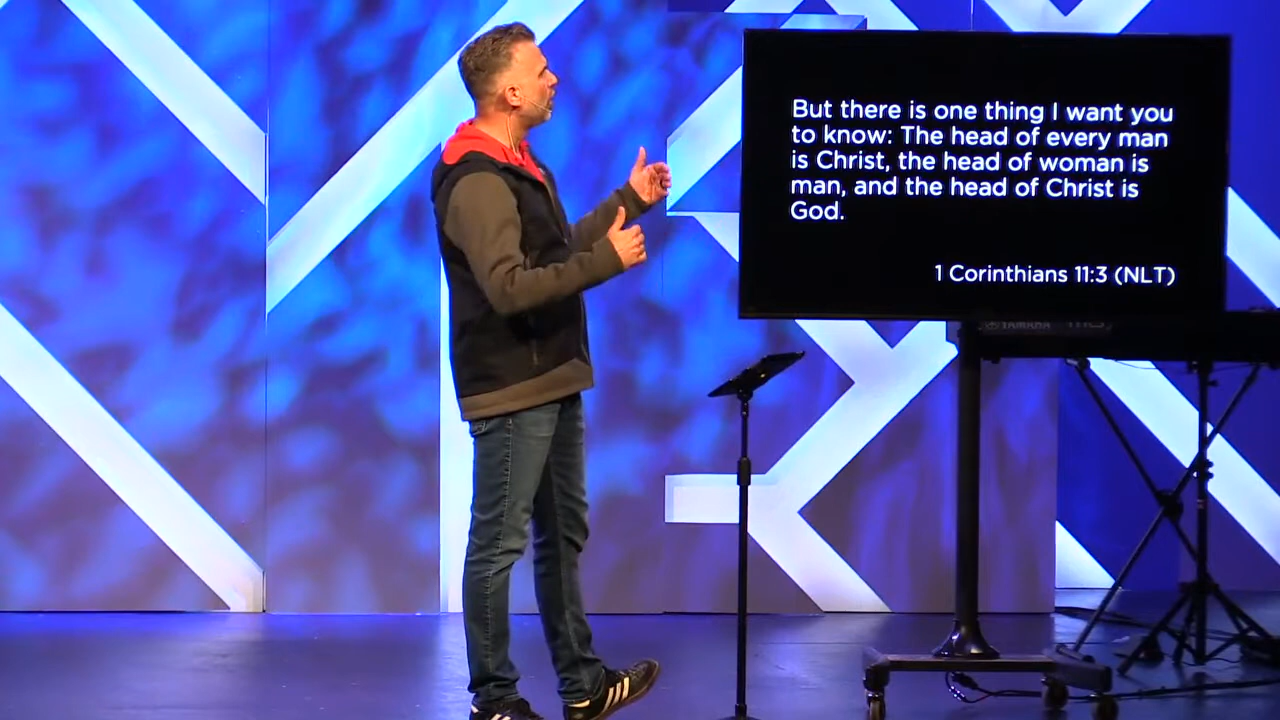 But there is one thing I want you
to know: The head of every man
is Christ, the head of woman is
man, and the head of Christ is
God.
1 Corinthians 11:3 (NLT)
YAMAHA